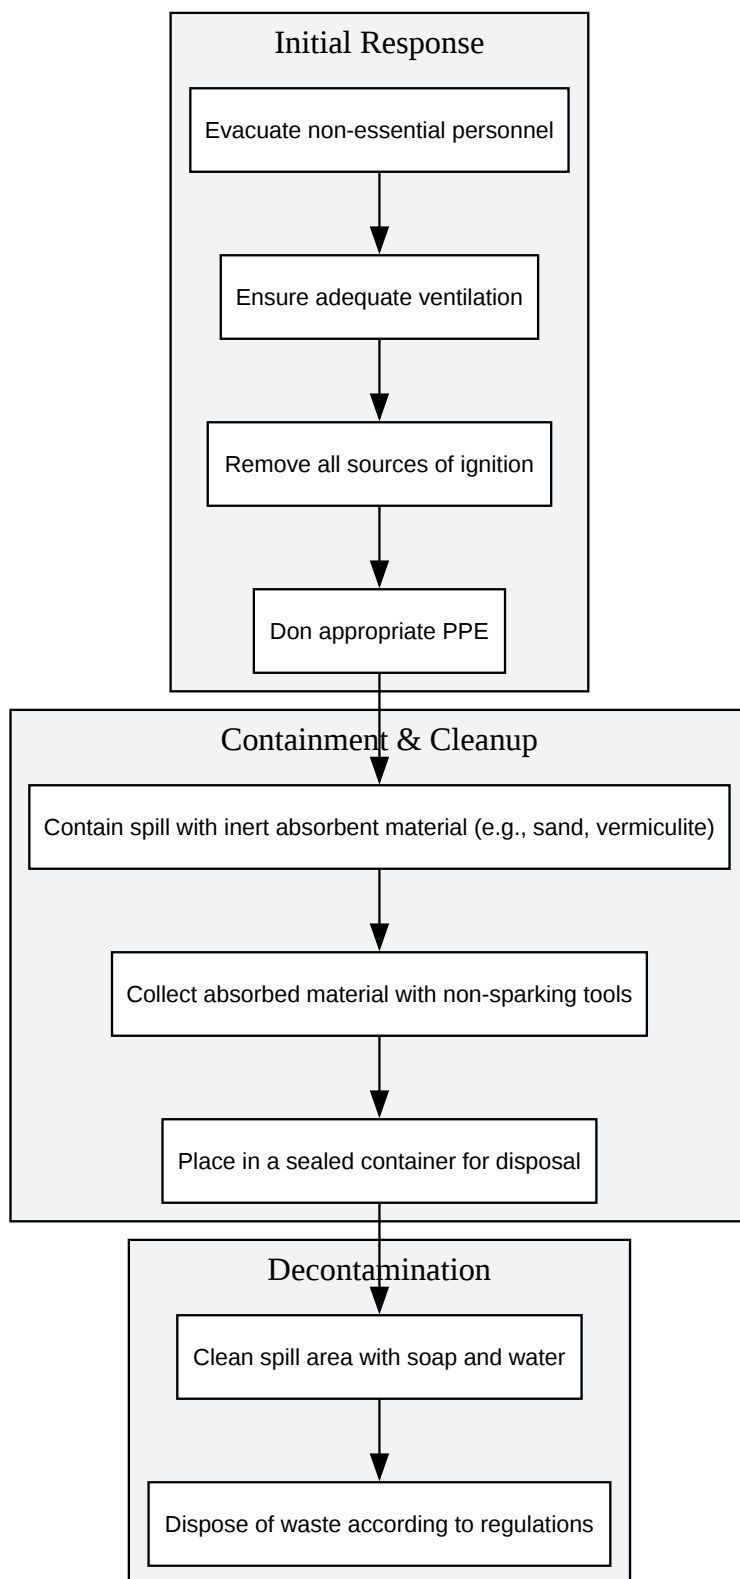 Initial Response
Evacuate non-essential personnel
Ensure adequate ventilation
Remove all sources of ignition
Don appropriate PPE
Containment & Cleanup
Contain spill with inert absorbent material (e.g., sand, vermiculite)
Collect absorbed material with non-sparking tools
Place in a sealed container for disposal
Decontamination
Clean spill area with soap and water
Dispose of waste according to regulations